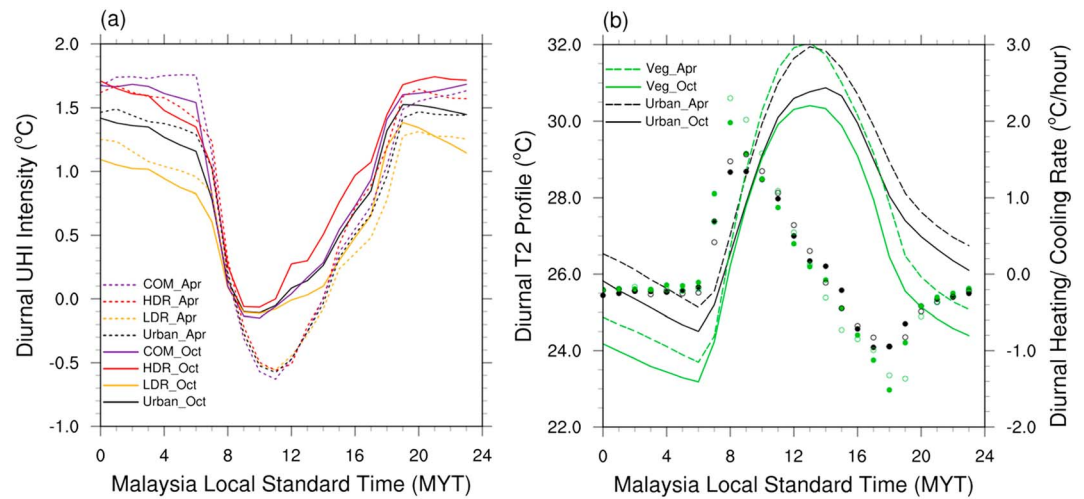 (a)
2.0
1.5
1.0
0.5
0.0
-0.5
-1.0
Diurnal UHI Intensity (°C)
COM_Apr
HDR_Apr
LDR_Apr
Urban_Apr
COM_Oct
HDR_Oct
LDR_Oct
Urban_Oct
0 4 8 12 16 20 24
Malaysia Local Standard Time (MYT)
(b)
32.0
30.0
28.0
26.0
24.0
22.0
Diurnal T2 Profile (°C)
Veg_Apr
Veg_Oct
Urban_Apr
Urban_Oct
3.0
2.0
1.0
0.0
-1.0
-2.0
Diurnal Heating/ Cooling Rate (°C/hour)
0 4 8 12 16 20 24
Malaysia Local Standard Time (MYT)